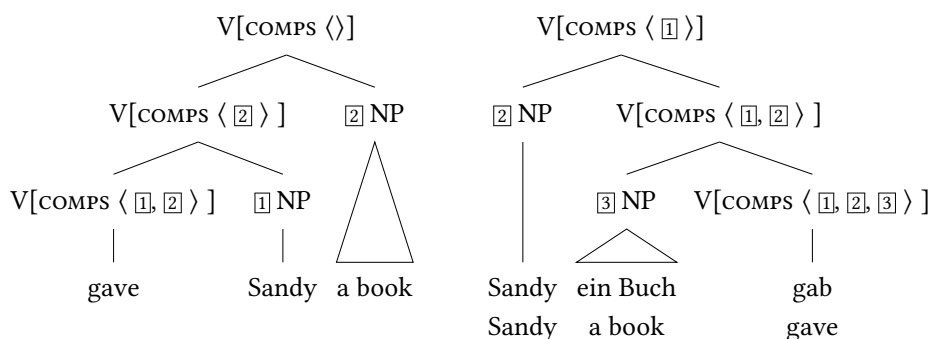 V[COMPS ⟨⟩] V[COMPS ⟨ 1 ⟩]
V[COMPS ⟨ 2 ⟩ ] 2 NP 2 NP V[COMPS ⟨ 1, 2 ⟩ ]
V[COMPS ⟨ 1, 2 ⟩ ] 1 NP 3 NP V[COMPS ⟨ 1, 2, 3 ⟩ ]
gave Sandy a book Sandy ein Buch gab
Sandy a book gave